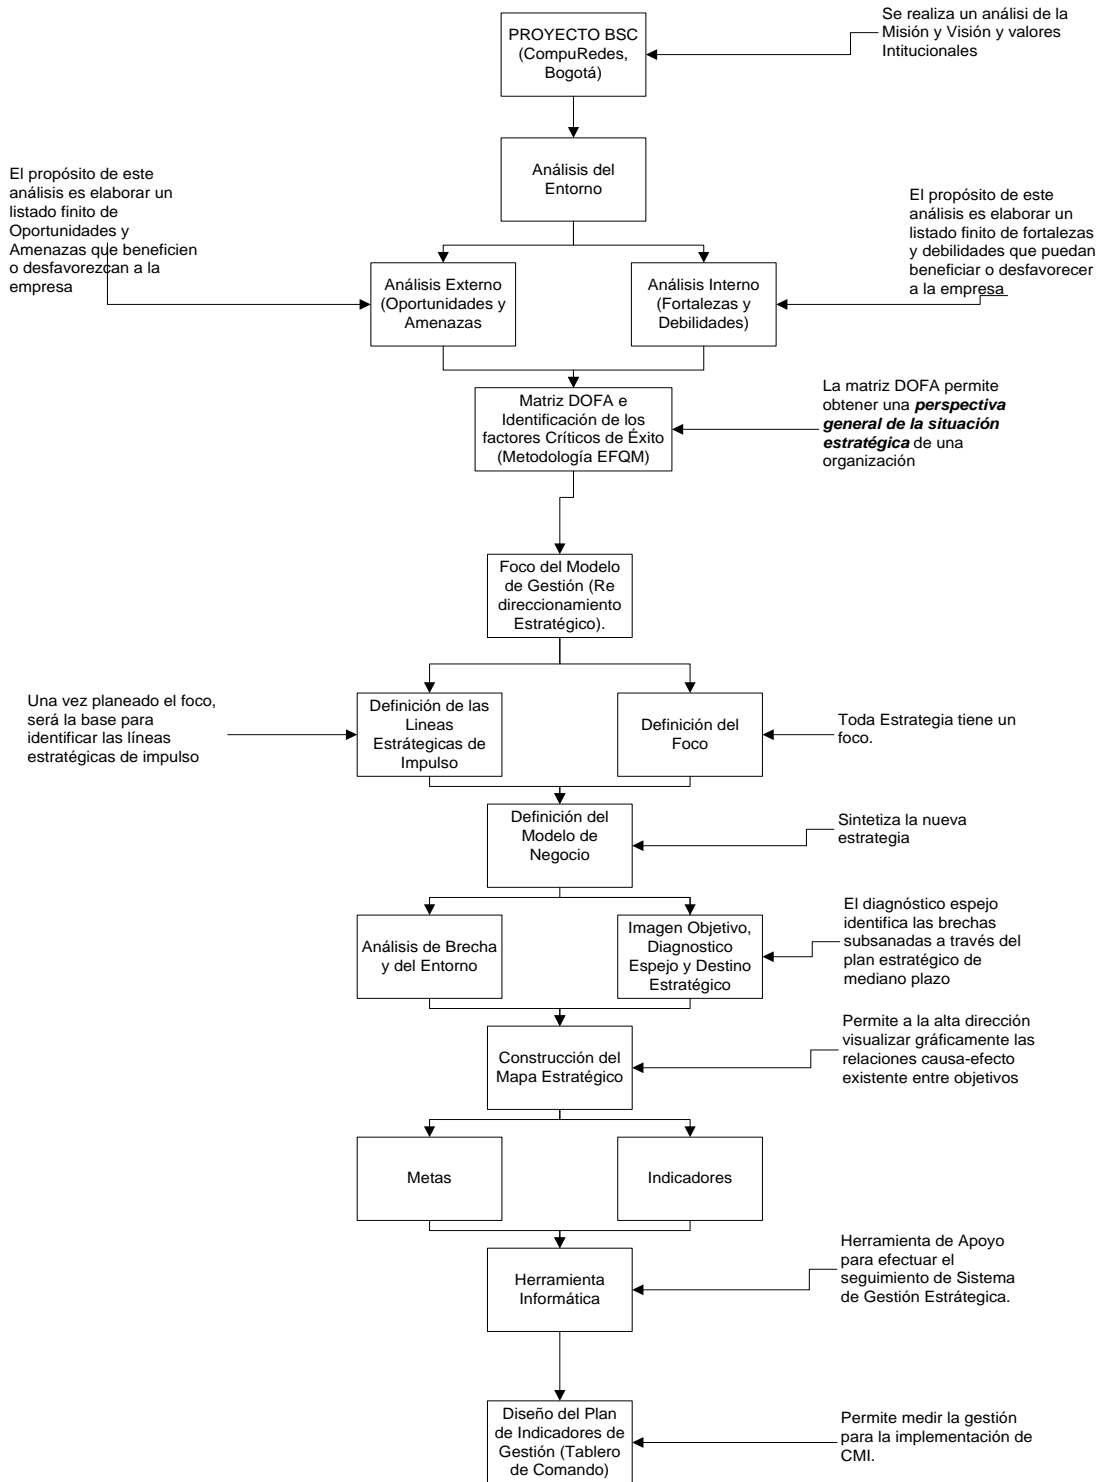 PROYECTO BSC
(CompuRedes,
Bogotá)
Se realiza un análisi de la
Misión y Visión y valores
Intitucionales
Análisis del
Entorno
El propósito de este
análisis es elaborar un
listado finito de
Oportunidades y
Amenazas que beneficien
o desfavorezcan a la
empresa
El propósito de este
análisis es elaborar un
listado finito de fortalezas
y debilidades que puedan
beneficiar o desfavorecer
a la empresa
Análisis Externo
(Oportunidades y
Amenazas
Análisis Interno
(Fortalezas y
Debilidades)
Matriz DOFA e
Identificación de los
factores Críticos de Éxito
(Metodología EFQM)
La matriz DOFA permite
obtener una perspectiva
general de la situación
estratégica de una
organización
Foco del Modelo
de Gestión (Re
direccionamiento
Estratégico).
Una vez planeado el foco,
será la base para
identificar las líneas
estratégicas de impulso
Definición de las
Lineas
Estrátegicas de
Impulso
Definición del
Foco
Toda Estrategia tiene un
foco.
Definición del
Modelo de
Negocio
Sintetiza la nueva
estrategia
Análisis de Brecha
y del Entorno
Imagen Objetivo,
Diagnostico
Espejo y Destino
Estratégico
El diagnóstico espejo
identifica las brechas
subsanadas a través del
plan estratégico de
mediano plazo
Construcción del
Mapa Estratégico
Permite a la alta dirección
visualizar gráficamente las
relaciones causa-efecto
existente entre objetivos
Metas
Indicadores
Herramienta
Informática
Herramienta de Apoyo
para efectuar el
seguimiento de Sistema
de Gestión Estrátegica.
Diseño del Plan
de Indicadores de
Gestión (Tablero
de Comando)
Permite medir la gestión
para la implementación de
CMI.